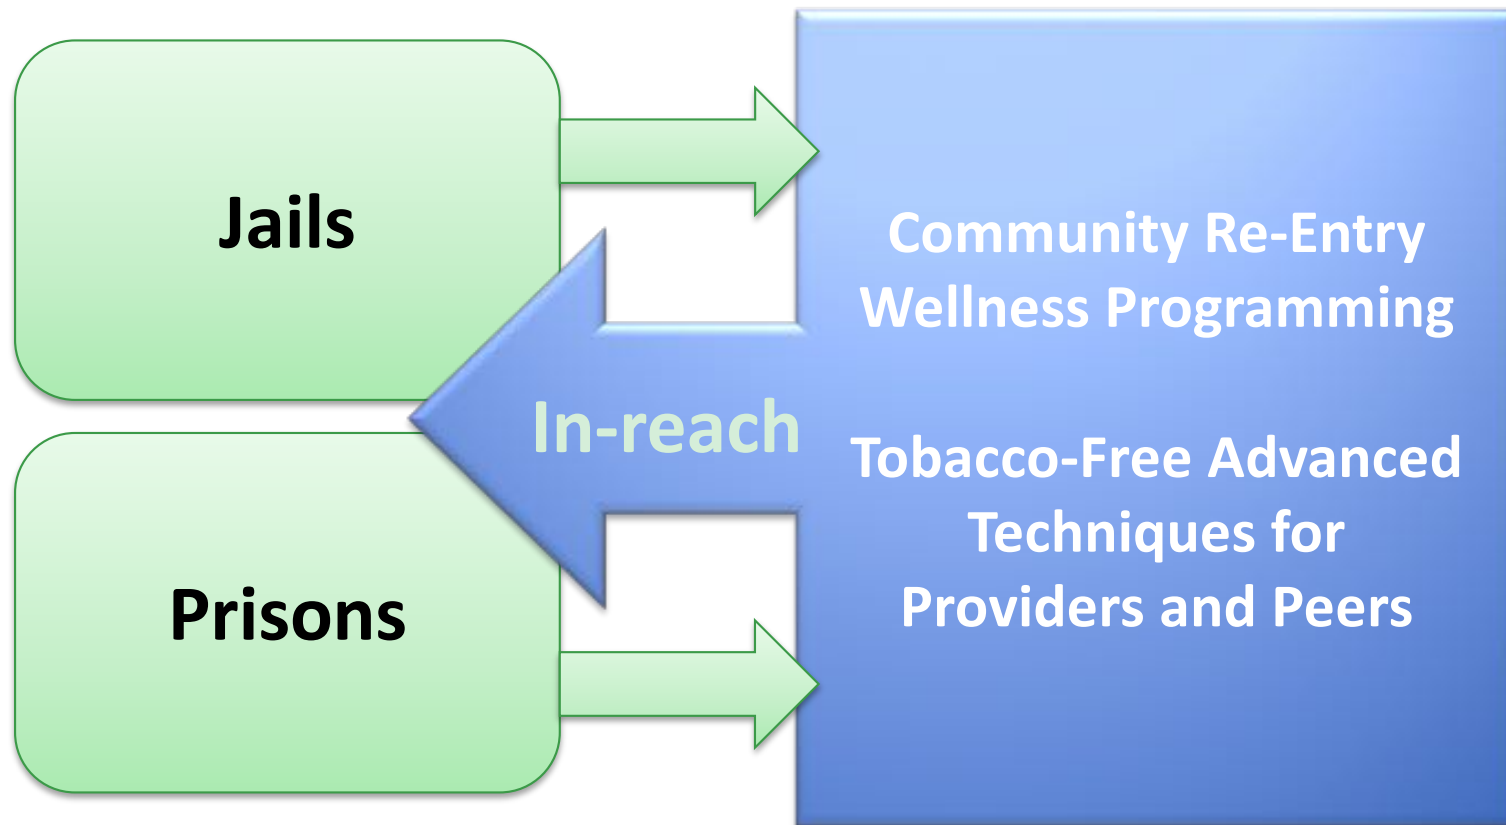 Jails
Prisons
In-reach
Community Re-Entry
Wellness Programming
Tobacco-Free Advanced
Techniques for
Providers and Peers